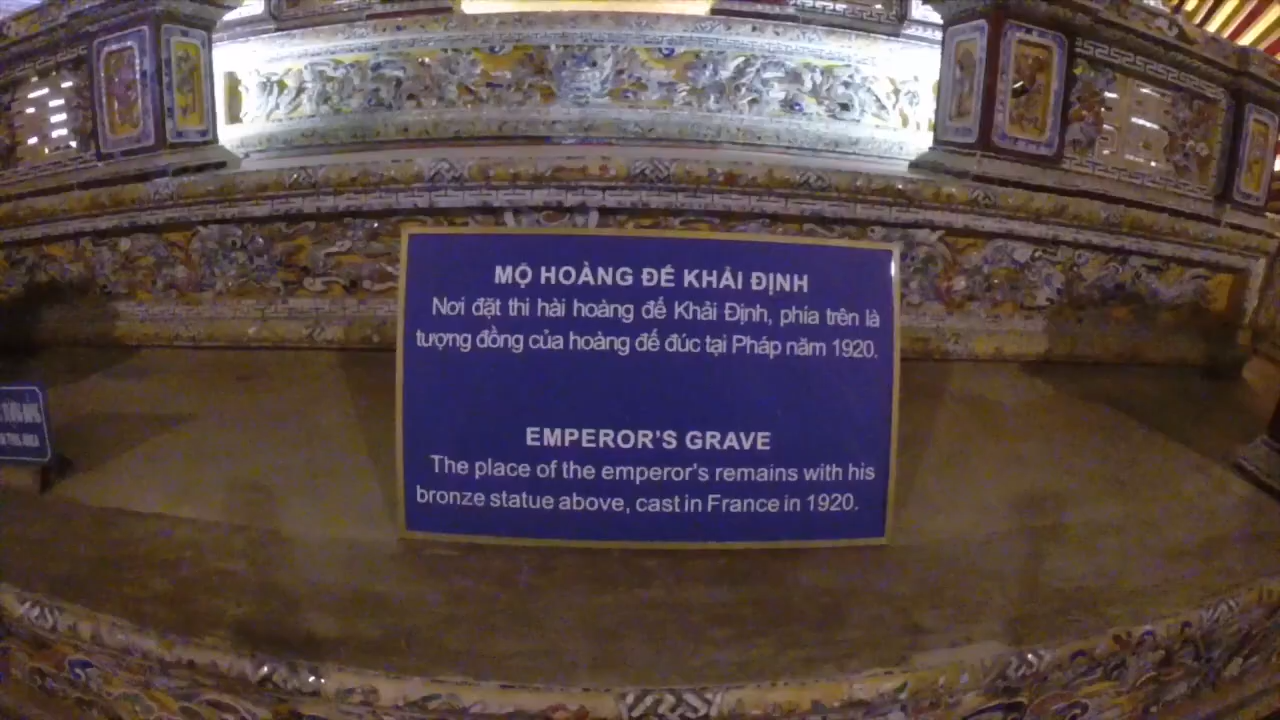 MỘ HOÀNG ĐẾ KHẢI ĐỊNH
Nơi đặt thi hài hoàng đế Khải Định, phía trên là
tượng đồng của hoàng đế đúc tại Pháp năm 1920.
EMPEROR'S GRAVE
The place of the emperor's remains with his
bronze statue above, cast in France in 1920.